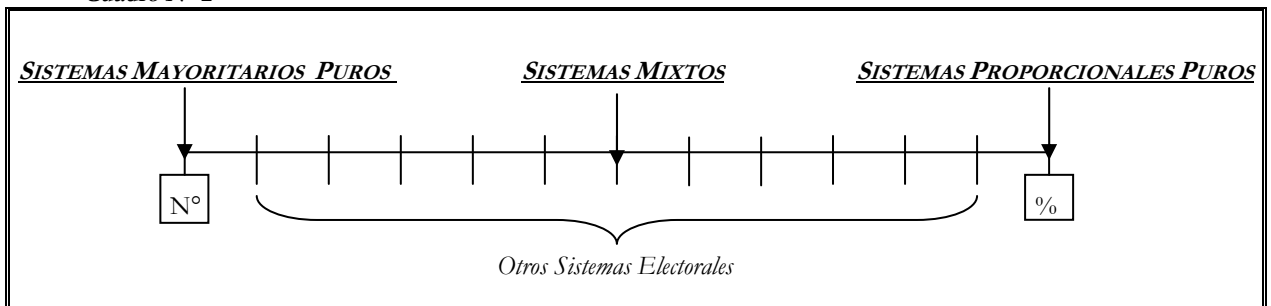 SISTEMAS MAYORITARIOS PUROS SISTEMAS MIXTOS SISTEMAS PROPORCIONALES PUROS
N° %
Otros Sistemas Electorales